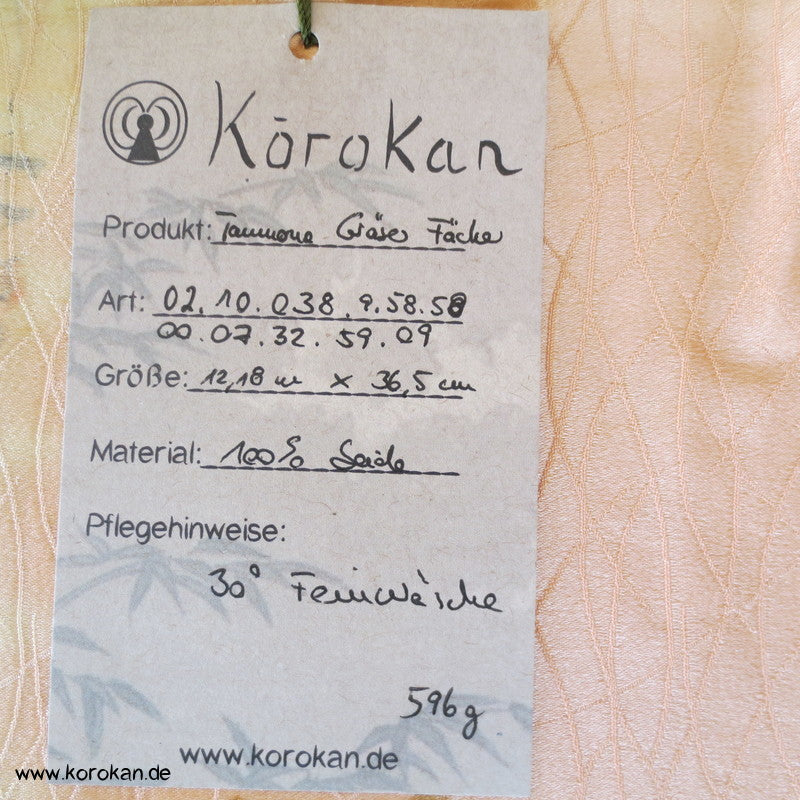 Kōrokan
Produkt: Tanmono Gräser Fächer
Art: 02.10.038.9.58.58
00.07.32.59.09
Größe: 12,18 m x 36,5 cm
Material: 100% Seide
Pflegehinweise:
30° Feinwäsche
596g
www.korokan.de
www.korokan.de